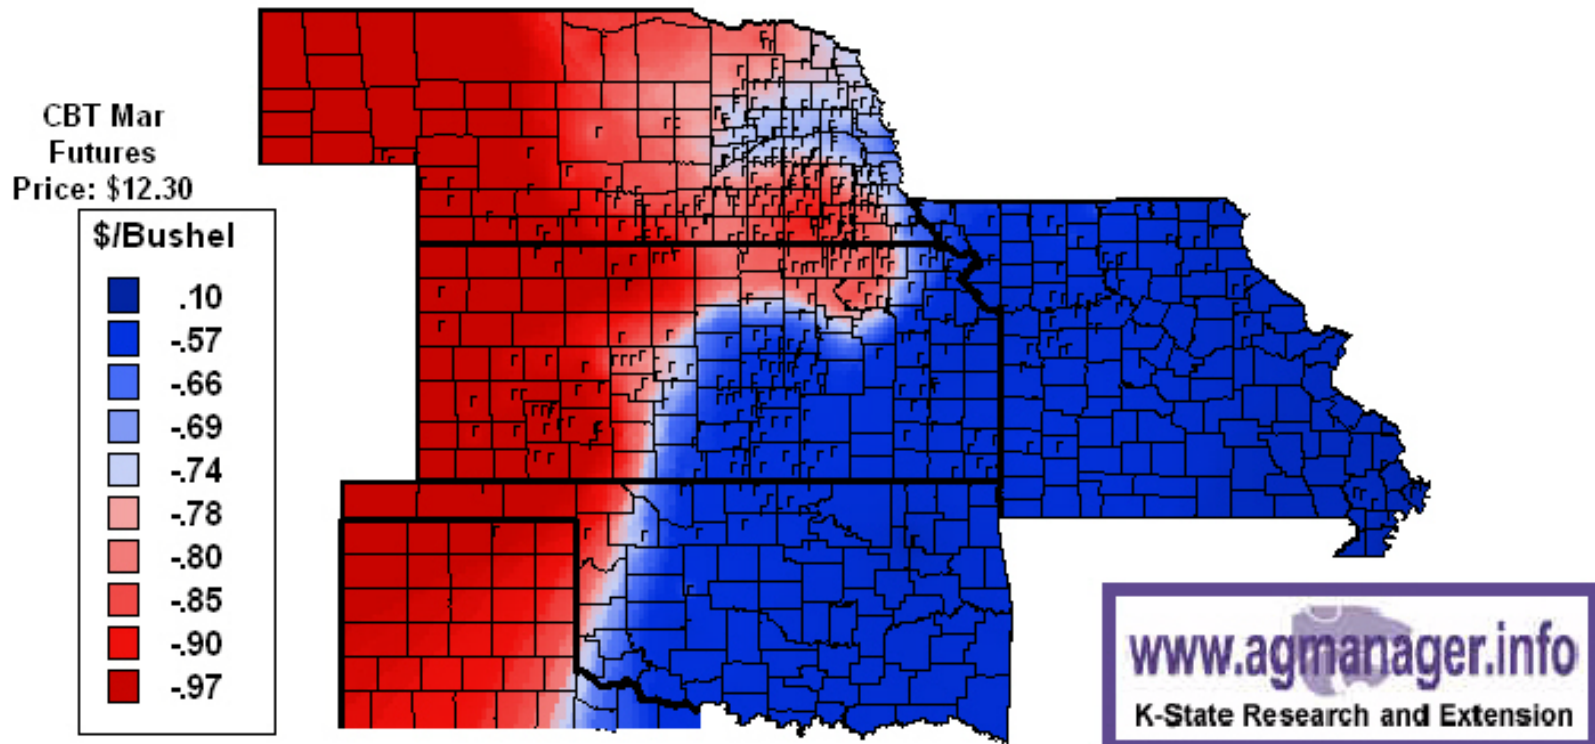 CBT Mar
Futures
Price: $12.30
$/Bushel
.10
-.57
-.66
-.69
-.74
-.78
-.80
-.85
-.90
-.97
www.agmanager.info
K-State Research and Extension